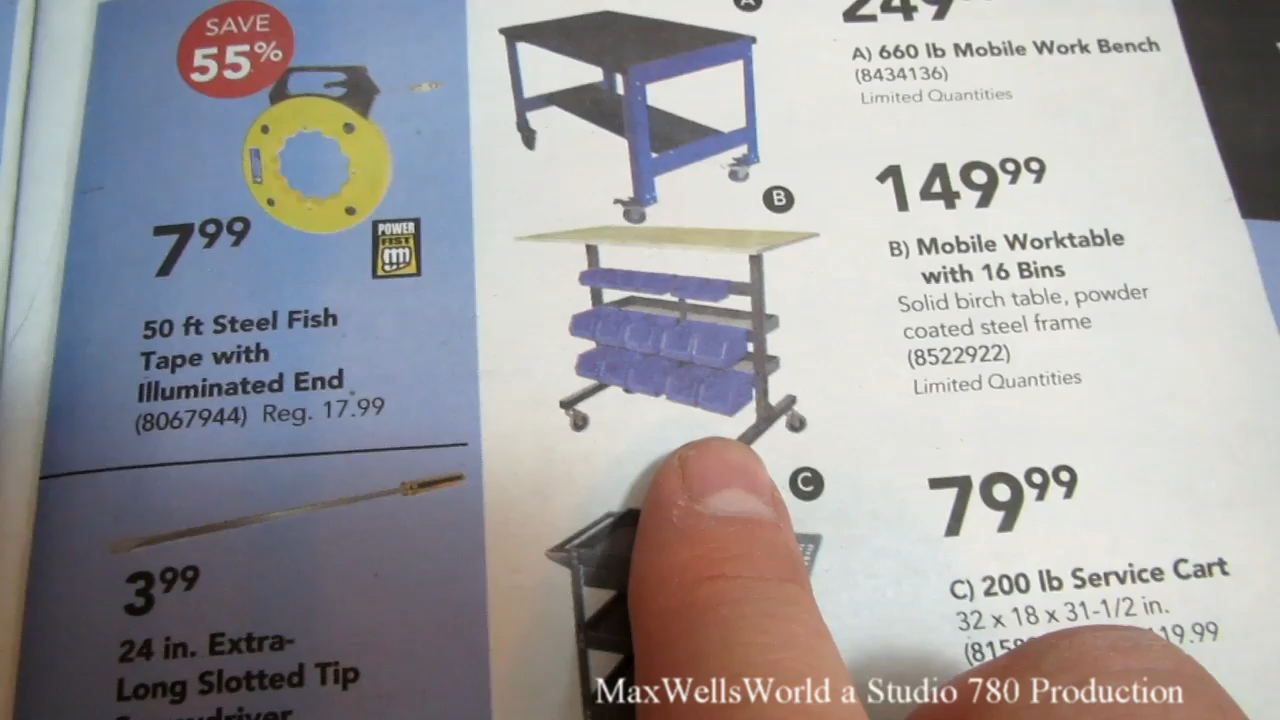 SAVE
55%
7 99
POWER
FIST
50 ft Steel Fish
Tape with
Illuminated End
(8067944) Reg. 17.99
3 99
24 in. Extra-
Long Slotted Tip
A
249
A) 660 lb Mobile Work Bench
(8434136)
Limited Quantities
B
149 99
B) Mobile Worktable
with 16 Bins
Solid birch table, powder
coated steel frame
(8522922)
Limited Quantities
C
79 99
C) 200 lb Service Cart
32 x 18 x 31-1/2 in.
MaxWellsWorld a Studio 780 Production